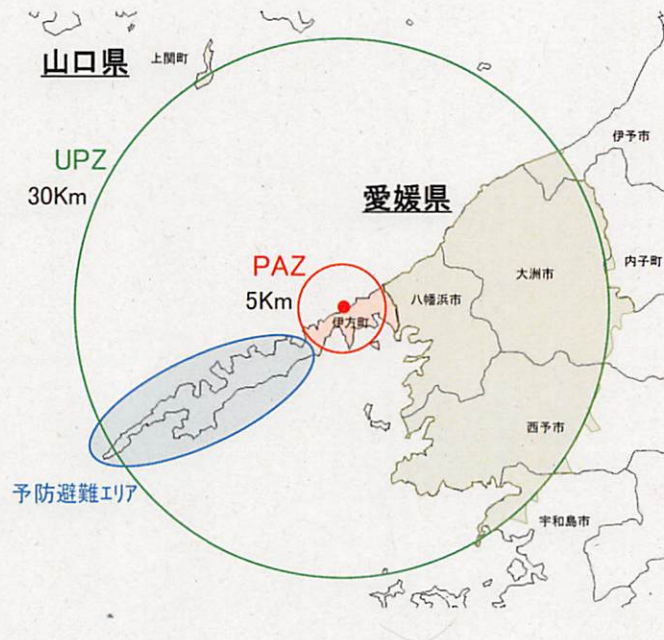 山口県
上関町
UPZ
30Km
愛媛県
伊予市
内子町
大洲市
八幡浜市
PAZ
5Km
伊方町
西予市
予防避難エリア
宇和島市